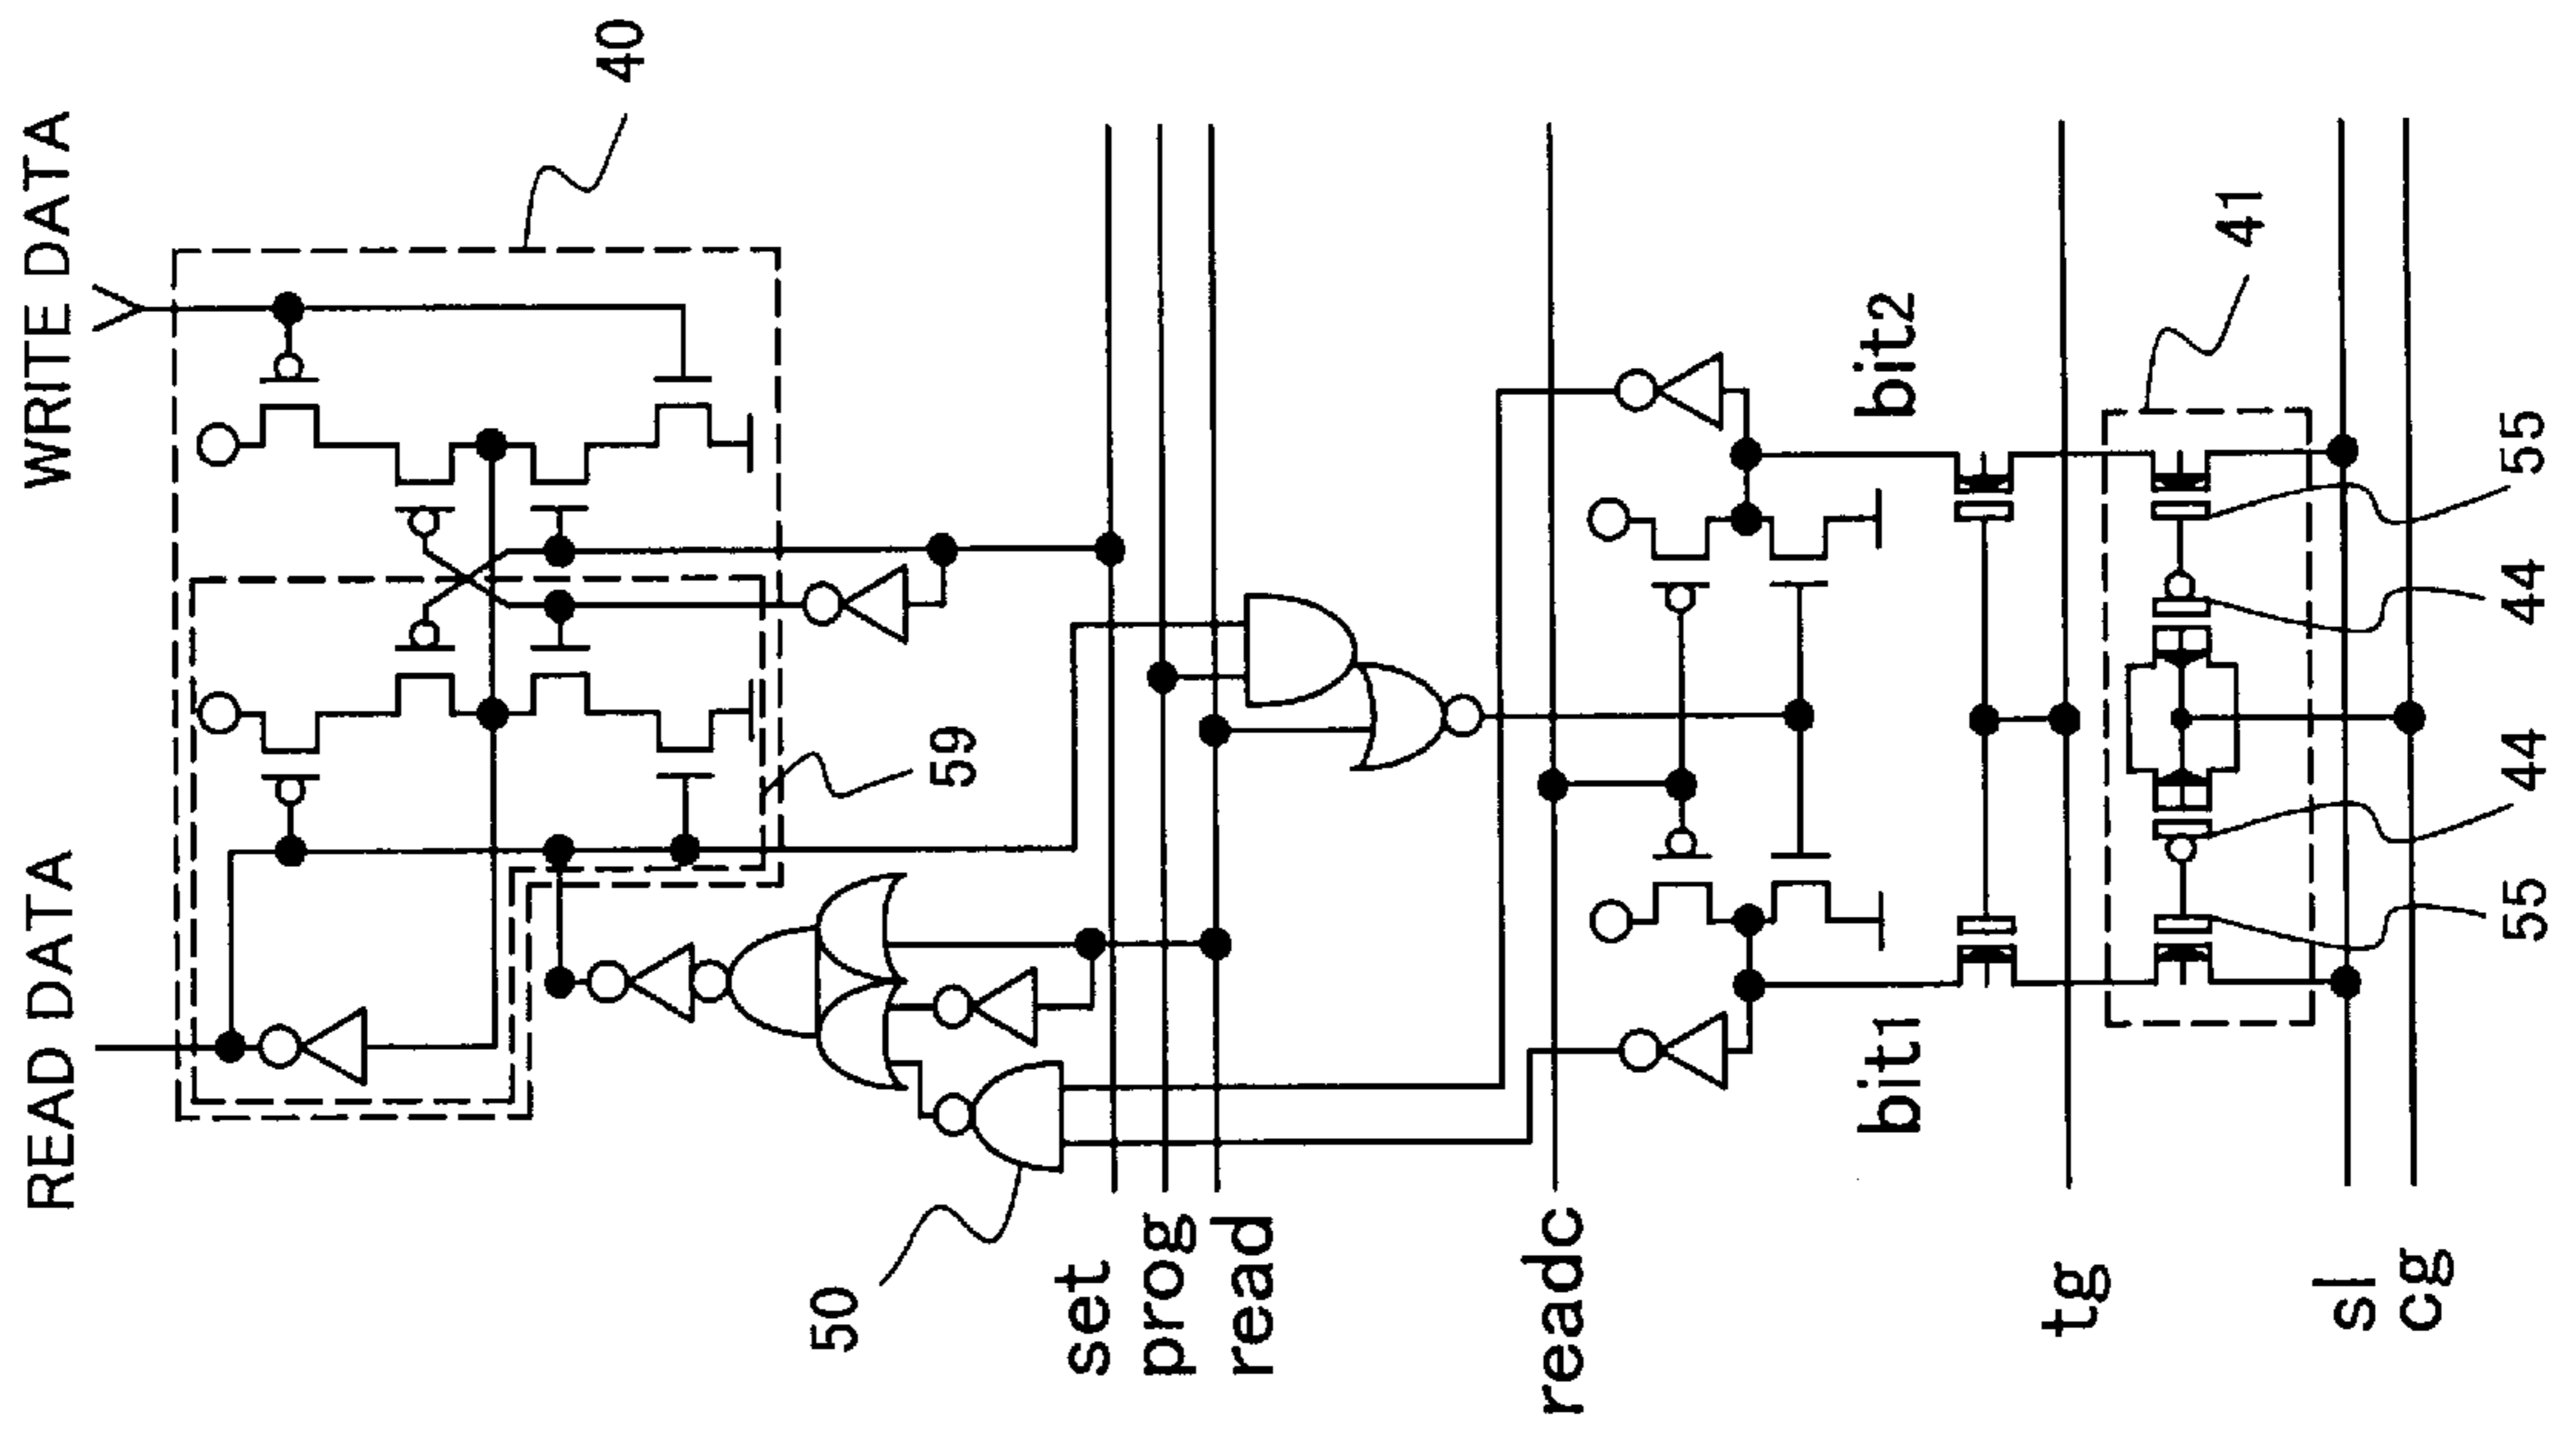 READ DATA
WRITE DATA
40
59
50
set
prog
read
readc
bit1
bit2
tg
41
sl
cg
55
44
44
55